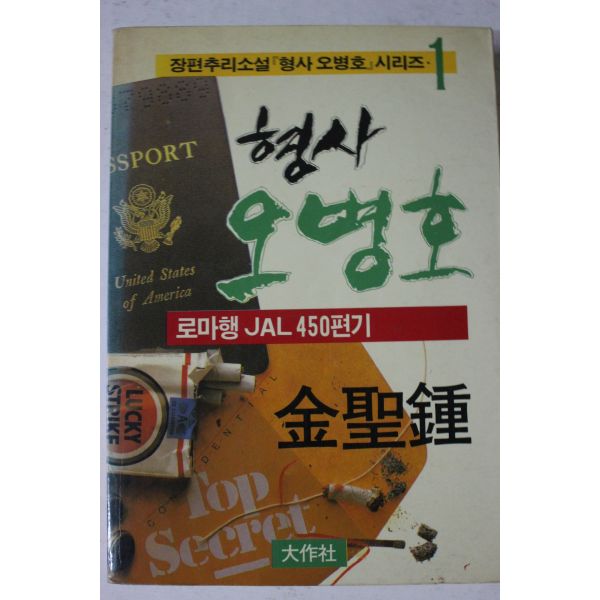 장편추리소설『형사 오병호』시리즈·1
PASSPORT
형사
오병호
United States
of America
로마행 JAL 450편기
LUCKY
STRIKE
金聖鍾
CONFIDENTIAL
Top
Secret
大作社